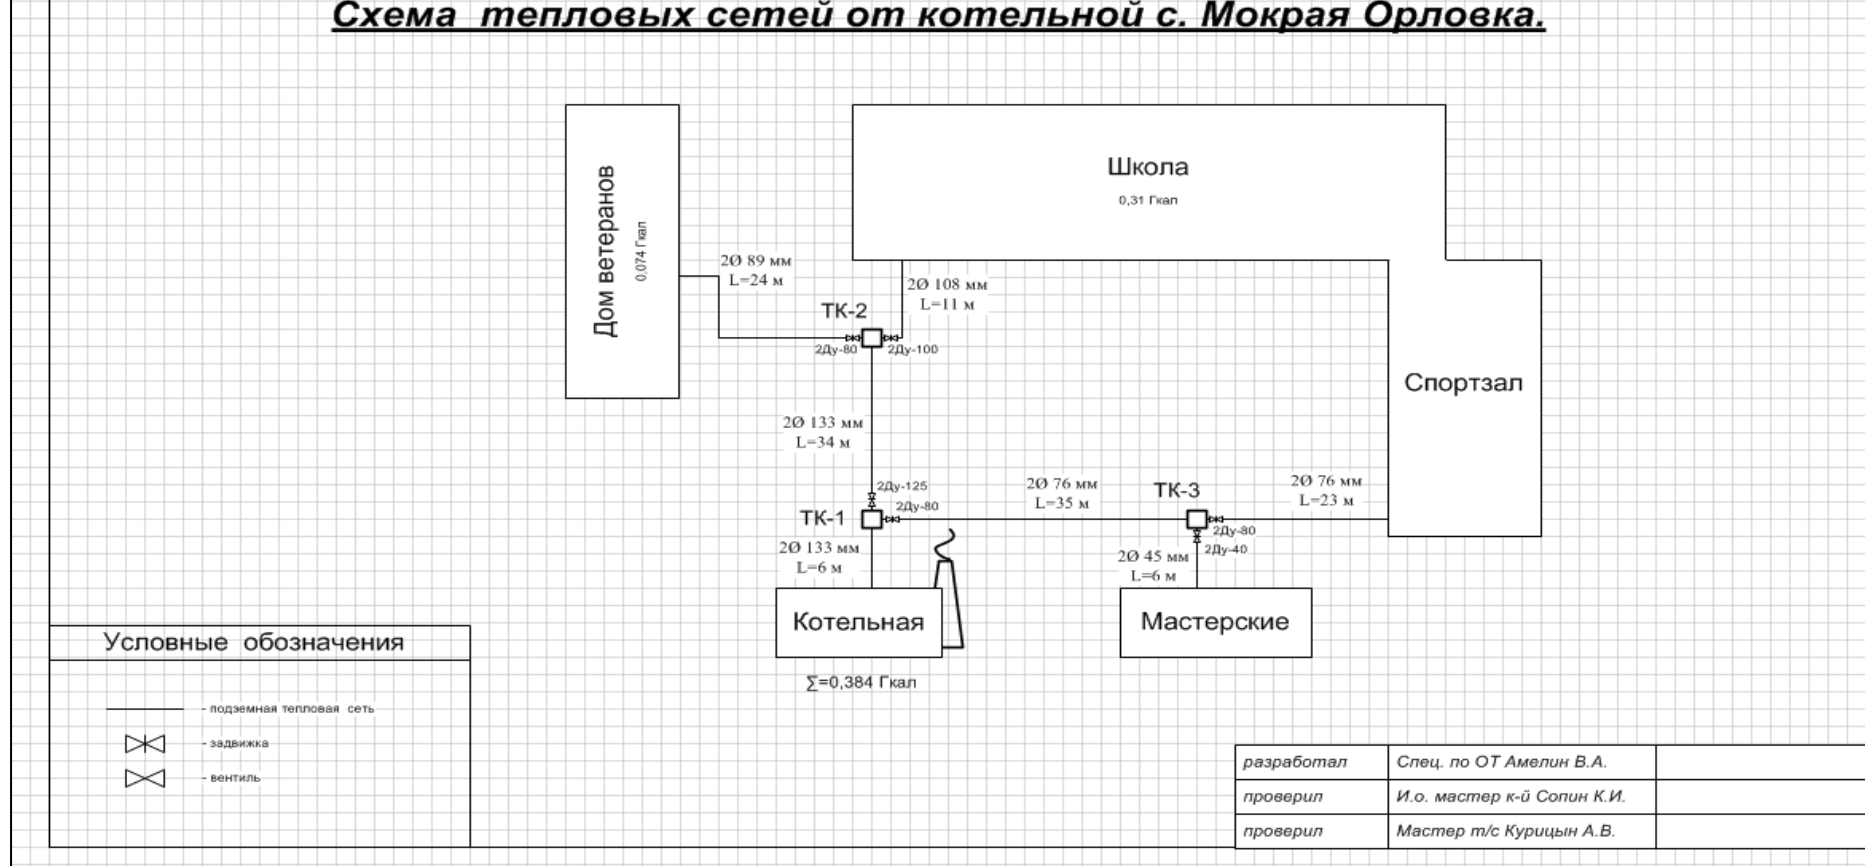 Схема тепловых сетей от котельной с. Мокрая Орловка.
Дом ветеранов
0,074 Гкал
Школа
0,31 Гкал
2Ø 89 мм
L=24 м
2Ø 108 мм
L=11 м
ТК-2
2Ду-80
2Ду-100
Спортзал
2Ø 133 мм
L=34 м
2Ду-125
2Ду-80
ТК-1
2Ø 76 мм
L=35 м
ТК-3
2Ø 76 мм
L=23 м
2Ду-80
2Ду-40
2Ø 133 мм
L=6 м
2Ø 45 мм
L=6 м
Котельная
Мастерские
∑=0,384 Гкал
Условные обозначения
- подземная тепловая сеть
- задвижка
- вентиль
разработал Спец. по ОТ Амелин В.А.
проверил И.о. мастер к-й Сопин К.И.
проверил Мастер т/с Курицын А.В.